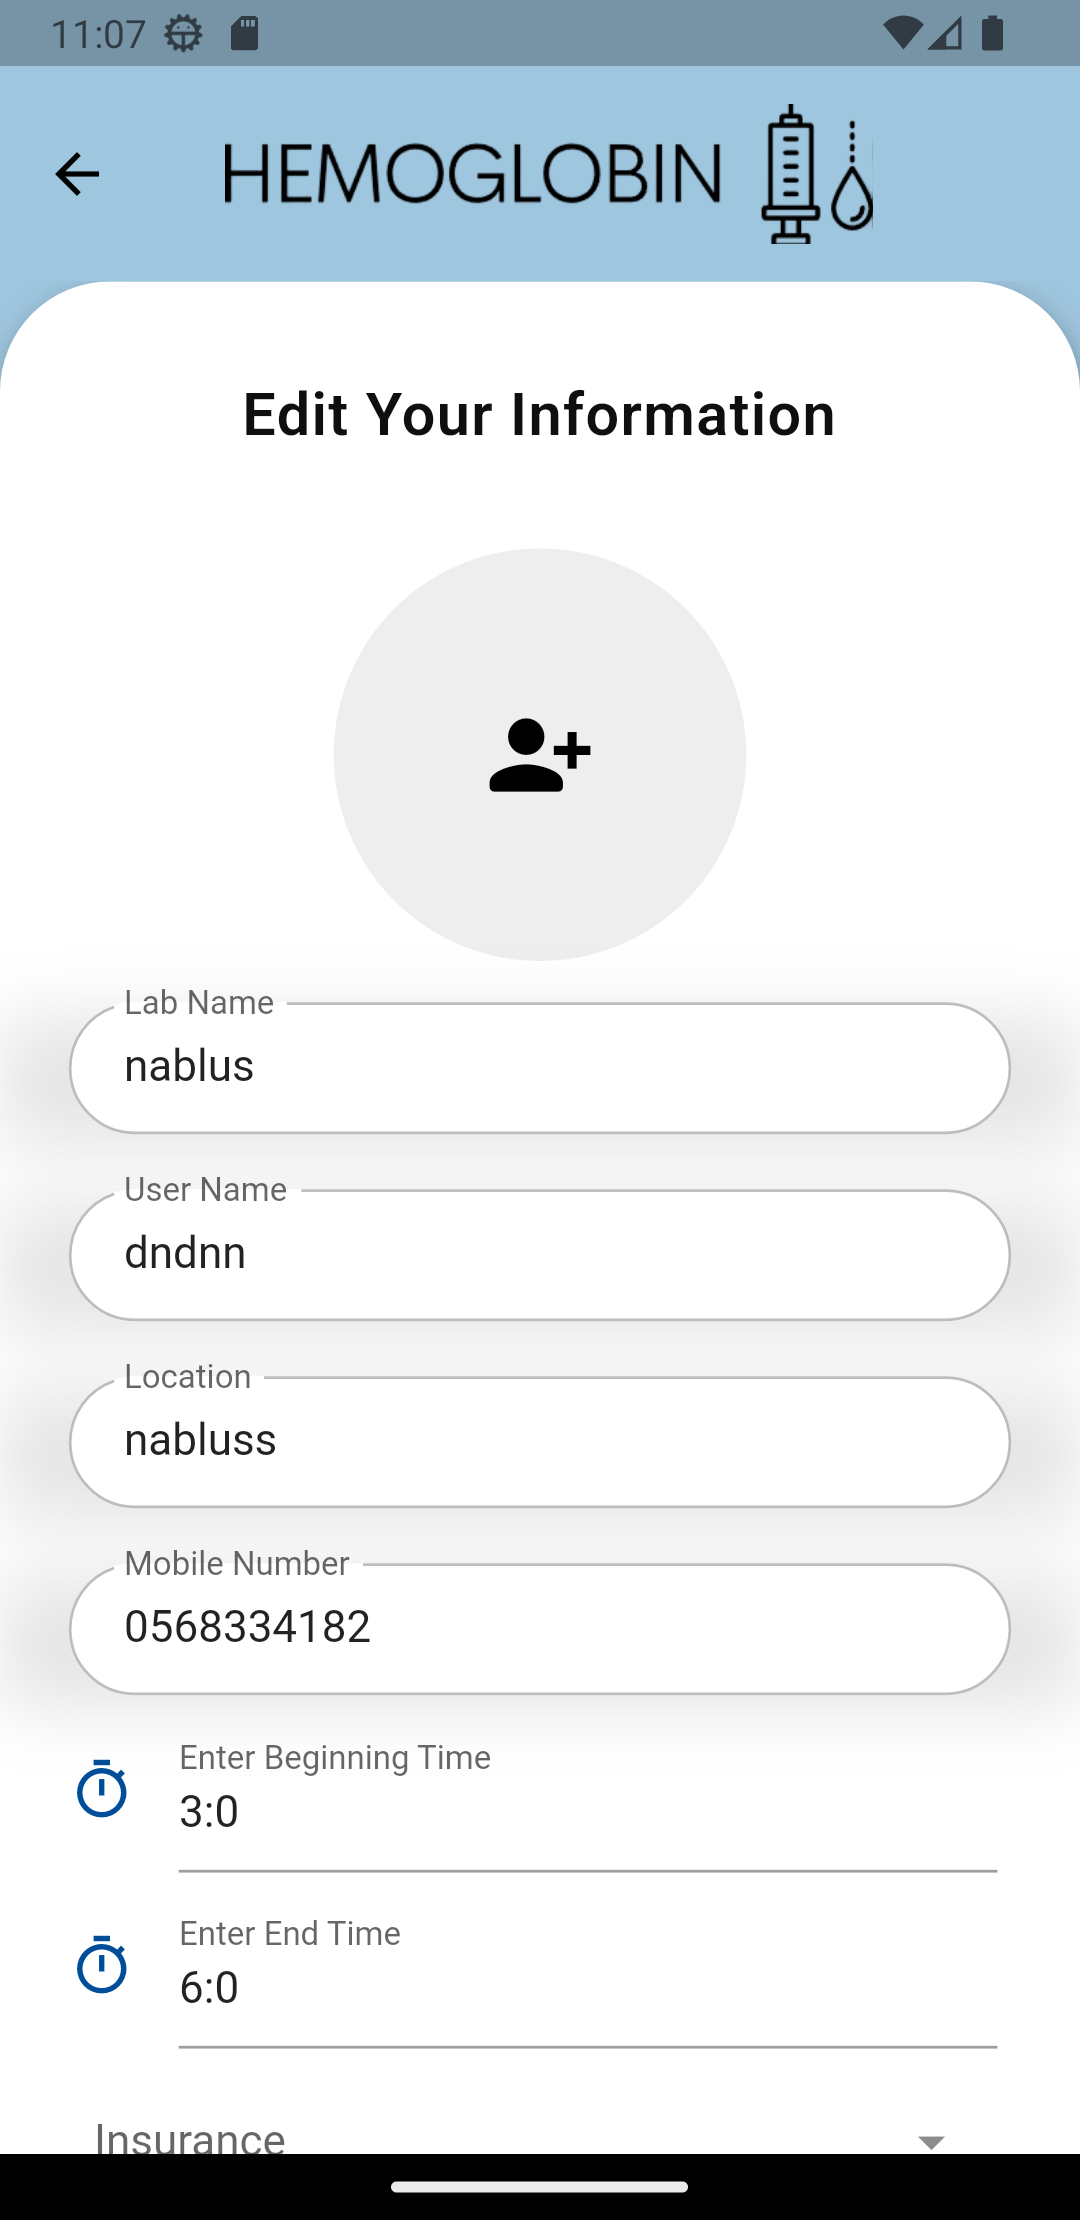 11:07
HEMOGLOBIN
Edit Your Information
Lab Name
nablus
User Name
dndnn
Location
nabluss
Mobile Number
0568334182
Enter Beginning Time
3:0
Enter End Time
6:0
Insurance